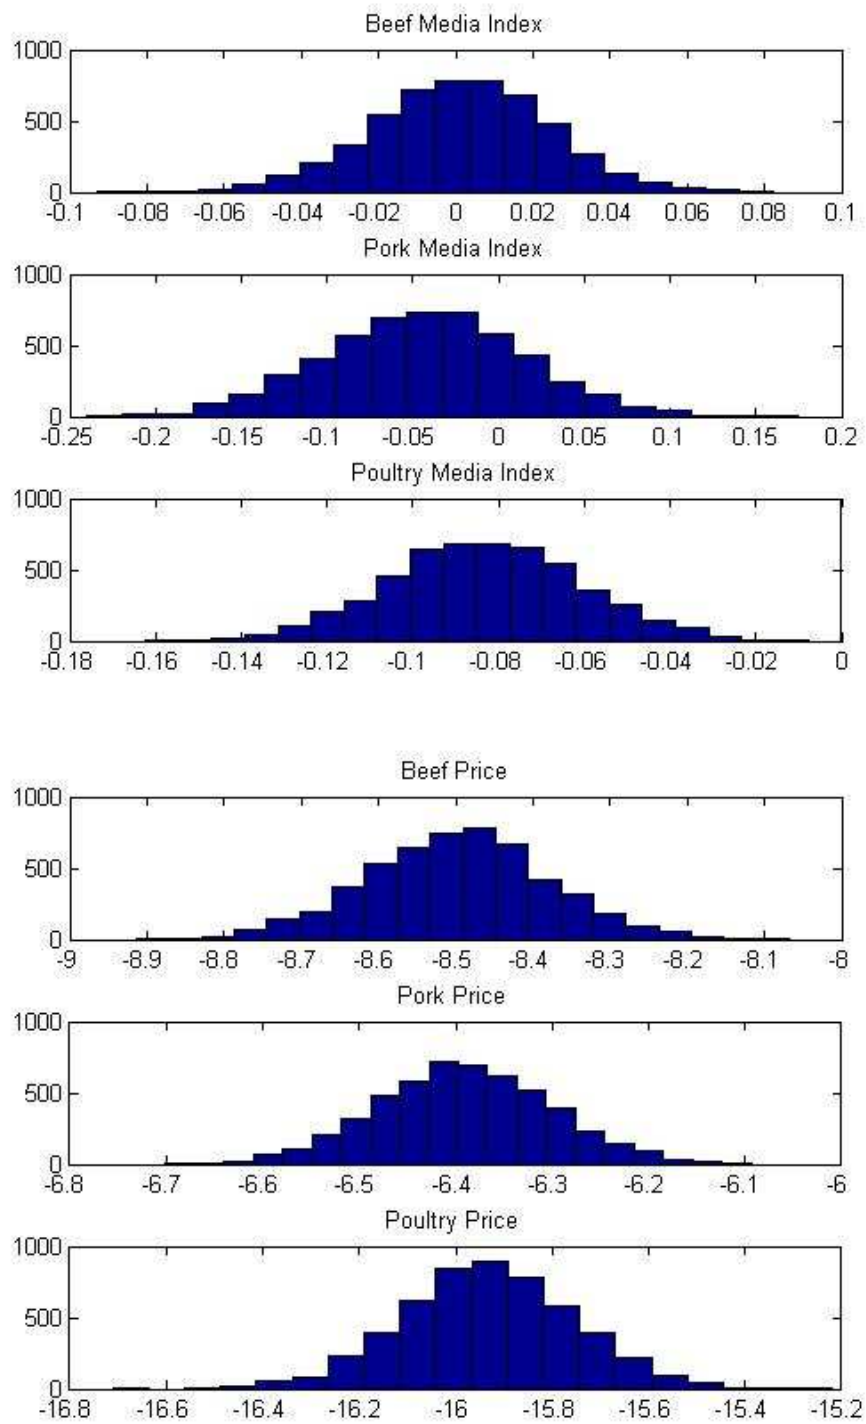 Beef Media Index
1000
500
0
-0.1 -0.08 -0.06 -0.04 -0.02 0 0.02 0.04 0.06 0.08 0.1
Pork Media Index
1000
500
0
-0.25 -0.2 -0.15 -0.1 -0.05 0 0.05 0.1 0.15 0.2
Poultry Media Index
1000
500
0
-0.18 -0.16 -0.14 -0.12 -0.1 -0.08 -0.06 -0.04 -0.02 0
Beef Price
1000
500
0
-9 -8.9 -8.8 -8.7 -8.6 -8.5 -8.4 -8.3 -8.2 -8.1 -8
Pork Price
1000
500
0
-6.8 -6.7 -6.6 -6.5 -6.4 -6.3 -6.2 -6.1 -6
Poultry Price
1000
500
0
-16.8 -16.6 -16.4 -16.2 -16 -15.8 -15.6 -15.4 -15.2